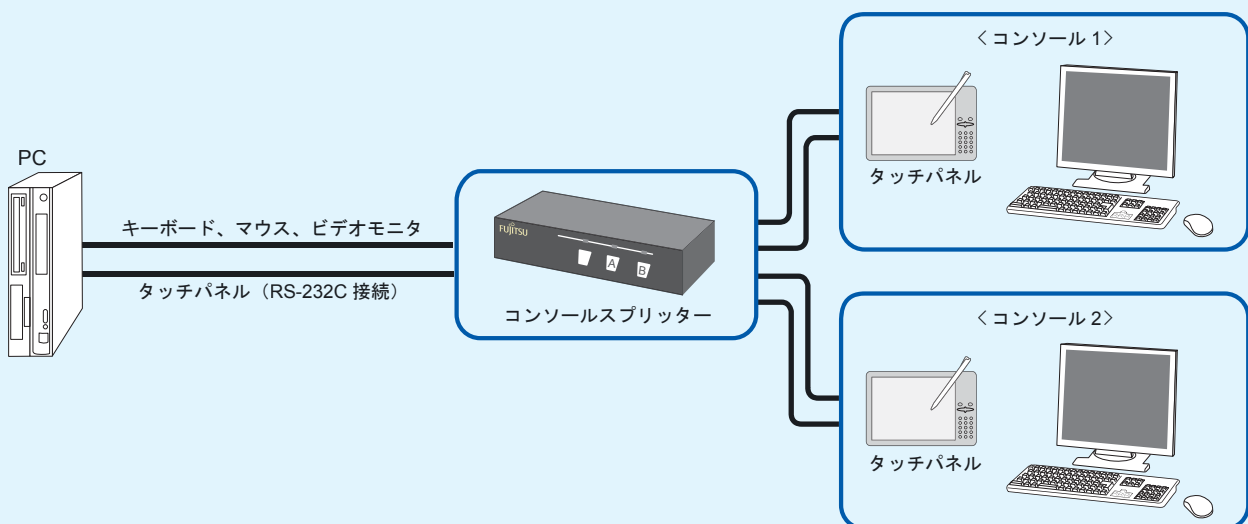 〈コンソール 1〉
タッチパネル
PC
キーボード、マウス、ビデオモニタ
タッチパネル（RS-232C 接続）
FUJITSU
A
B
コンソールスプリッター
〈コンソール 2〉
タッチパネル